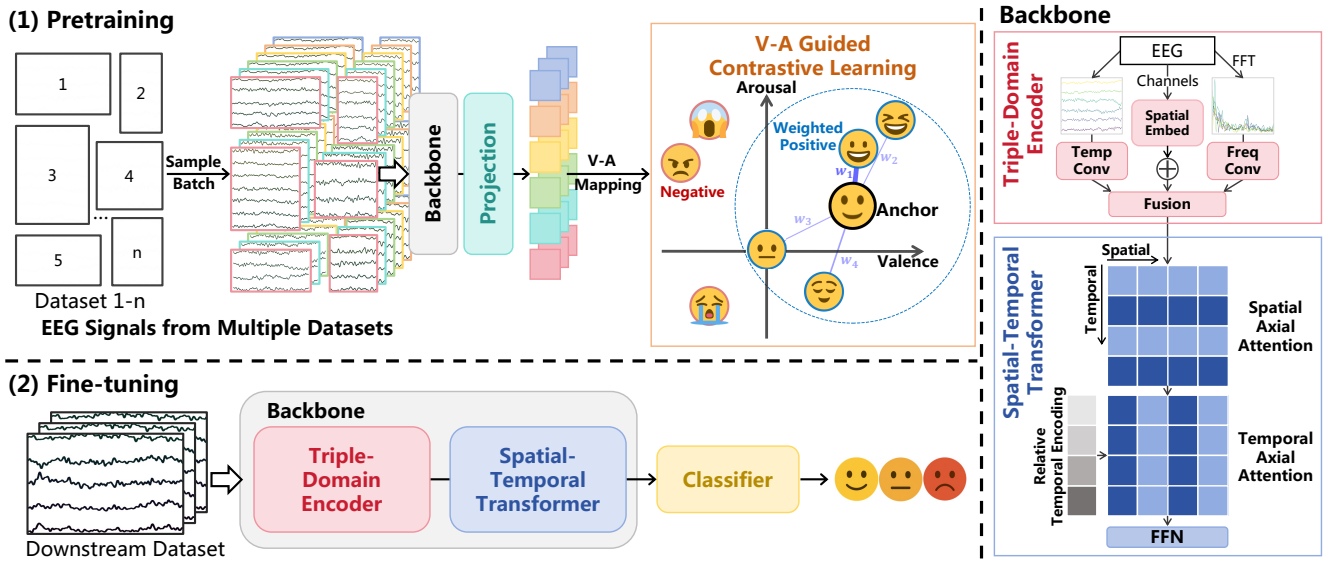 (1) Pretraining
1
2
3
4
...
5
n
Dataset 1-n
EEG Signals from Multiple Datasets
Sample
Batch
Backbone
Projection
V-A
Mapping
V-A Guided
Contrastive Learning
Arousal
Weighted
Positive
Negative
w1
w2
w3
w4
Anchor
Valence
(2) Fine-tuning
Downstream Dataset
Backbone
Triple-
Domain
Encoder
Spatial-
Temporal
Transformer
Classifier
Backbone
Triple-Domain
Encoder
EEG
Channels
FFT
Spatial
Embed
Temp
Conv
Freq
Conv
Fusion
Spatial-Temporal
Transformer
Spatial
Temporal
Spatial
Axial
Attention
Relative
Temporal Encoding
Temporal
Axial
Attention
FFN